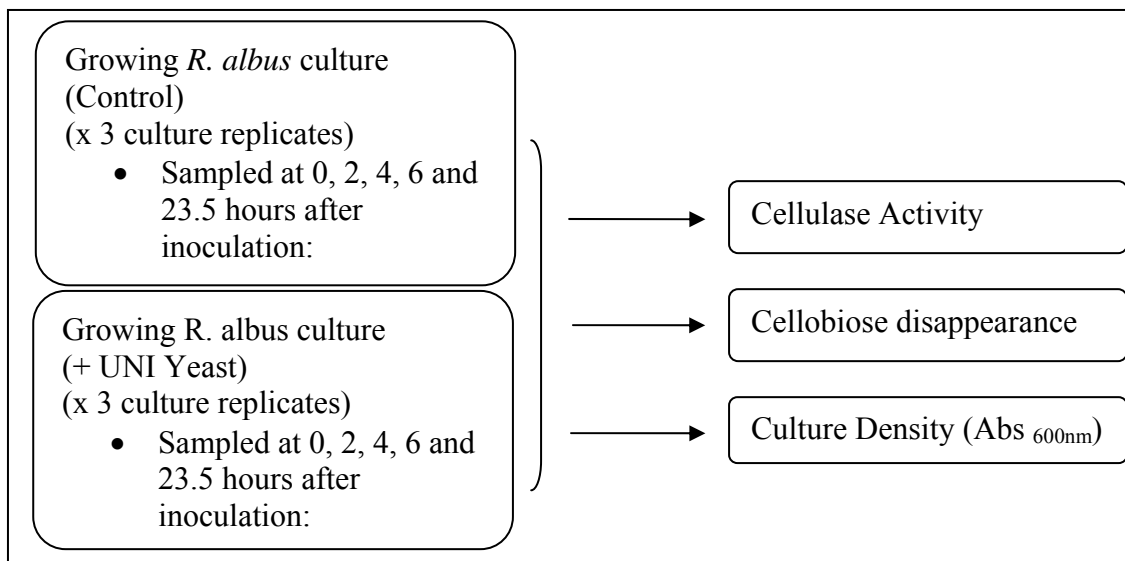 Growing R. albus culture
(Control)
(x 3 culture replicates)
• Sampled at 0, 2, 4, 6 and
23.5 hours after
inoculation:
Growing R. albus culture
(+ UNI Yeast)
(x 3 culture replicates)
• Sampled at 0, 2, 4, 6 and
23.5 hours after
inoculation:
Cellulase Activity
Cellobiose disappearance
Culture Density (Abs 600nm)